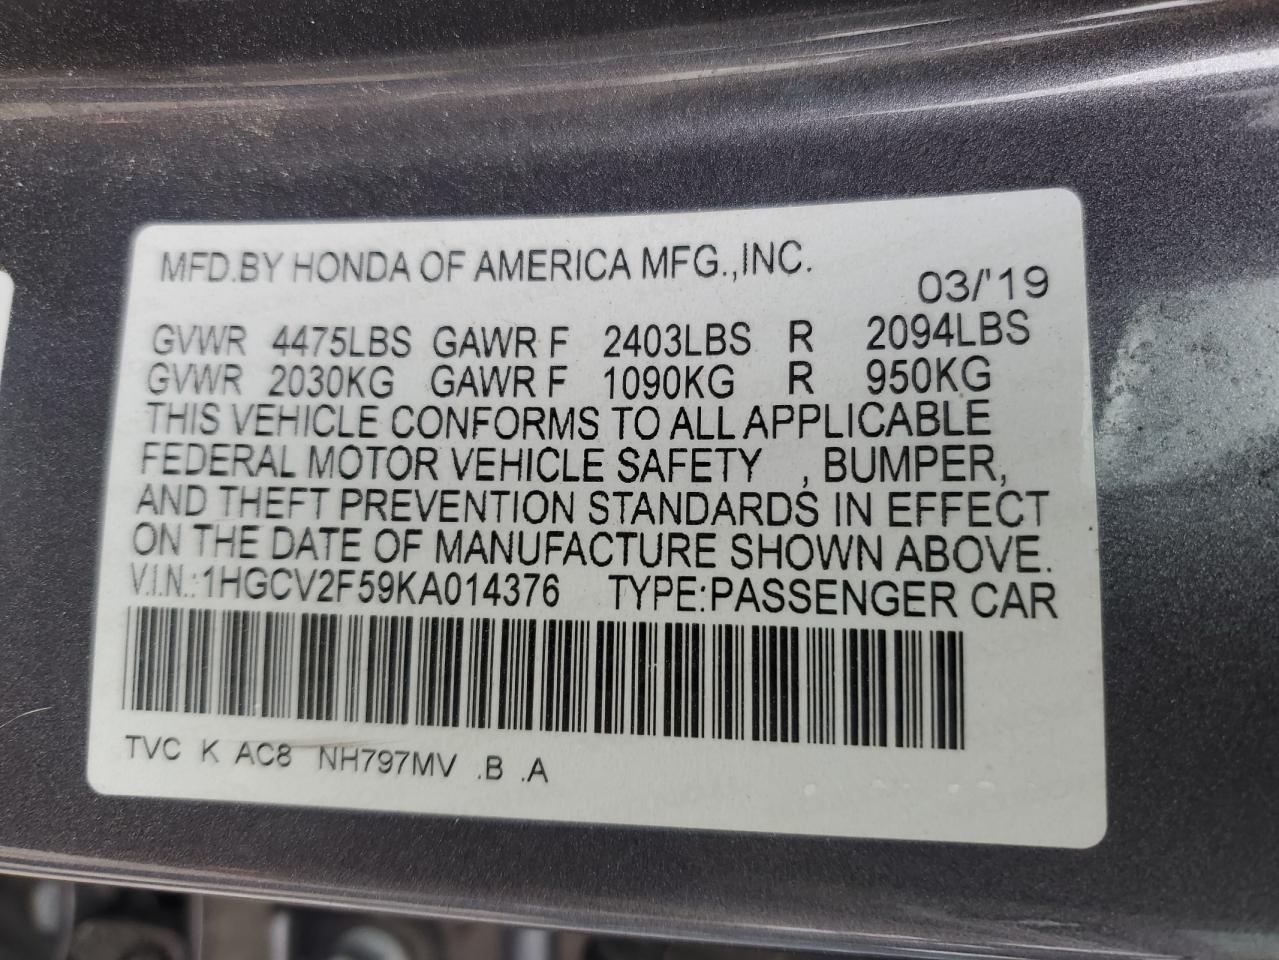 MFD.BY HONDA OF AMERICA MFG.,INC.
03/'19
GVWR 4475LBS GAWR F 2403LBS R 2094LBS
GVWR 2030KG GAWR F 1090KG R 950KG
THIS VEHICLE CONFORMS TO ALL APPLICABLE
FEDERAL MOTOR VEHICLE SAFETY , BUMPER,
AND THEFT PREVENTION STANDARDS IN EFFECT
ON THE DATE OF MANUFACTURE SHOWN ABOVE.
V.I.N.:1HGCV2F59KA014376 TYPE:PASSENGER CAR
TVC K AC8 NH797MV .B .A